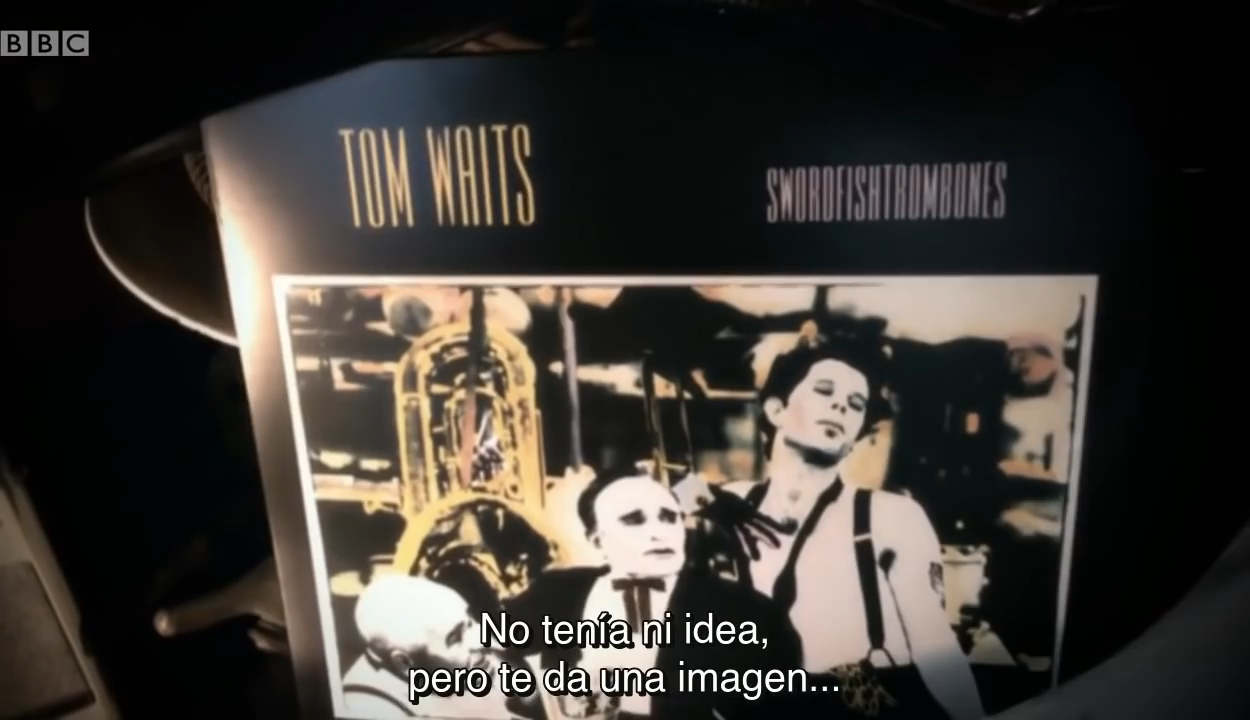 BBC
TOM WAITS
SWORDFISHTROMBONES
No tenía ni idea,
pero te da una imagen...